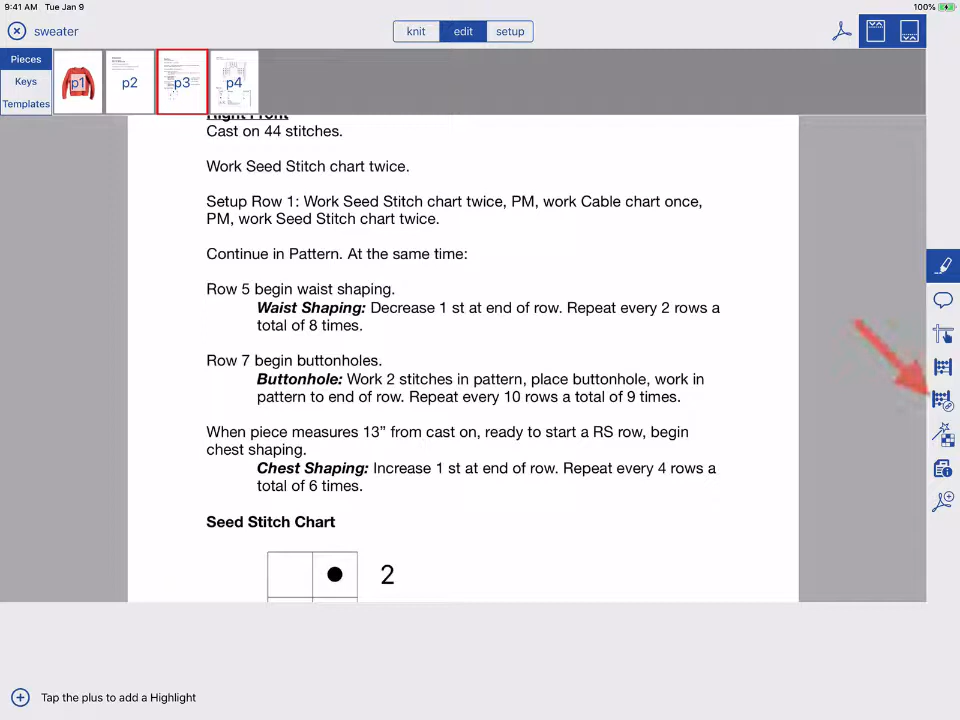 9:41 AM Tue Jan 9
100%
sweater
knit
edit
setup
Pieces
Keys
Templates
p1
p2
p3
p4
Right Front
Cast on 44 stitches.
Work Seed Stitch chart twice.
Setup Row 1: Work Seed Stitch chart twice, PM, work Cable chart once,
PM, work Seed Stitch chart twice.
Continue in Pattern. At the same time:
Row 5 begin waist shaping.
Waist Shaping: Decrease 1 st at end of row. Repeat every 2 rows a
total of 8 times.
Row 7 begin buttonholes.
Buttonhole: Work 2 stitches in pattern, place buttonhole, work in
pattern to end of row. Repeat every 10 rows a total of 9 times.
When piece measures 13” from cast on, ready to start a RS row, begin
chest shaping.
Chest Shaping: Increase 1 st at end of row. Repeat every 4 rows a
total of 6 times.
Seed Stitch Chart
2
Tap the plus to add a Highlight